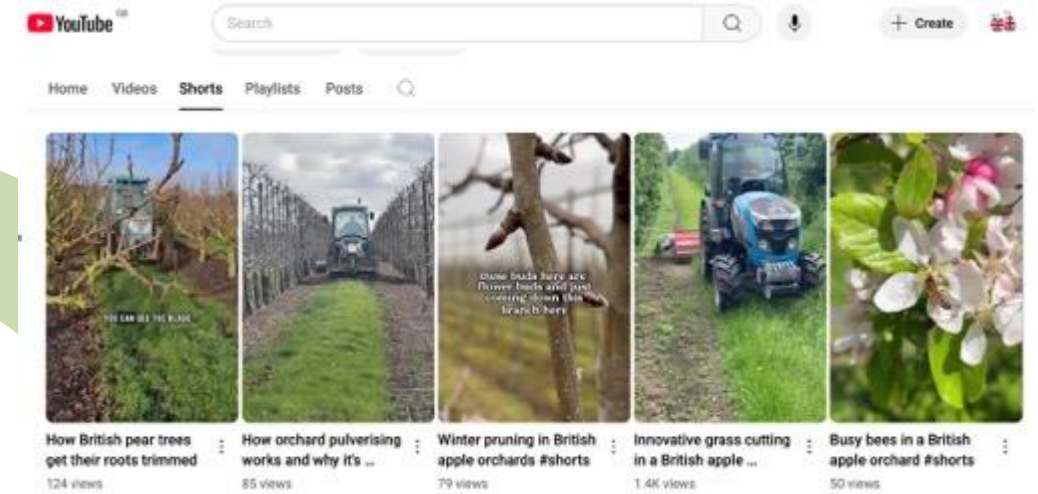 YouTube GB
Search
Create
Home Videos Shorts Playlists Posts
YOU CAN SEE THE BLADE
these buds here are
flower buds and just
coming down this
branch here
How British pear trees
get their roots trimmed
124 views
How orchard pulverising
works and why it's ...
85 views
Winter pruning in British
apple orchards #shorts
79 views
Innovative grass cutting
in a British apple ...
1.4K views
Busy bees in a British
apple orchard #shorts
50 views